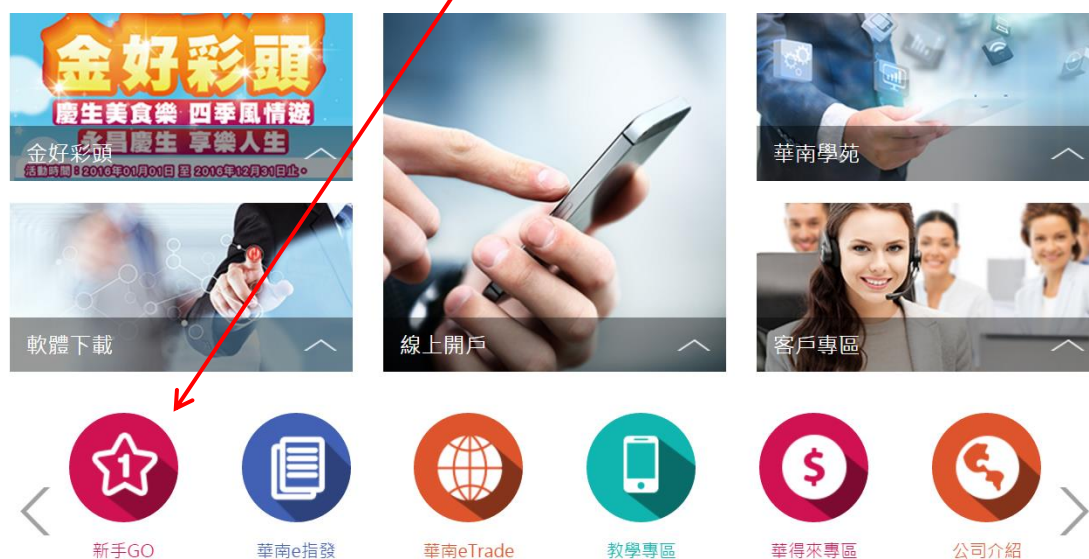 金好彩頭
慶生美食樂 四季風情遊
永昌慶生 享樂人生
金好彩頭
活動時間：2016年01月01日 至 2016年12月31日止。
華南學苑
軟體下載
線上開戶
客戶專區
1
$
新手GO
華南e指發
華南eTrade
教學專區
華得來專區
公司介紹